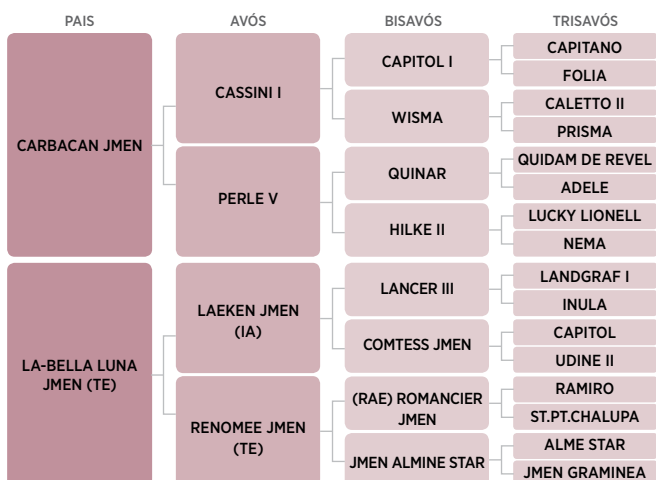 PAIS
AVÓS
BISAVÓS
TRISAVÓS
CARBACAN JMEN
CASSINI I
CAPITOL I
CAPITANO
FOLIA
WISMA
CALETTO II
PRISMA
PERLE V
QUINAR
QUIDAM DE REVEL
ADELE
HILKE II
LUCKY LIONELL
NEMA
LA-BELLA LUNA
JMEN (TE)
LAEKEN JMEN
(IA)
LANCER III
LANDGRAF I
INULA
COMTESS JMEN
CAPITOL
UDINE II
RENOMEE JMEN
(TE)
(RAE) ROMANCIER
JMEN
RAMIRO
ST.PT.CHALUPA
JMEN ALMINE STAR
ALME STAR
JMEN GRAMINEA